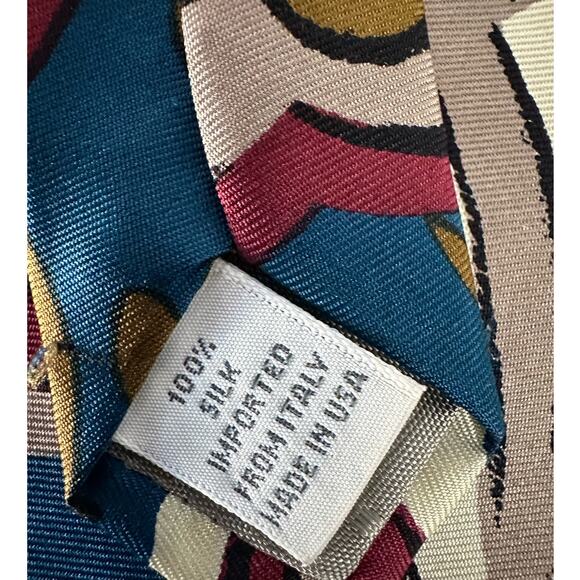 100%
SILK
IMPORTED
FROM ITALY
MADE IN USA